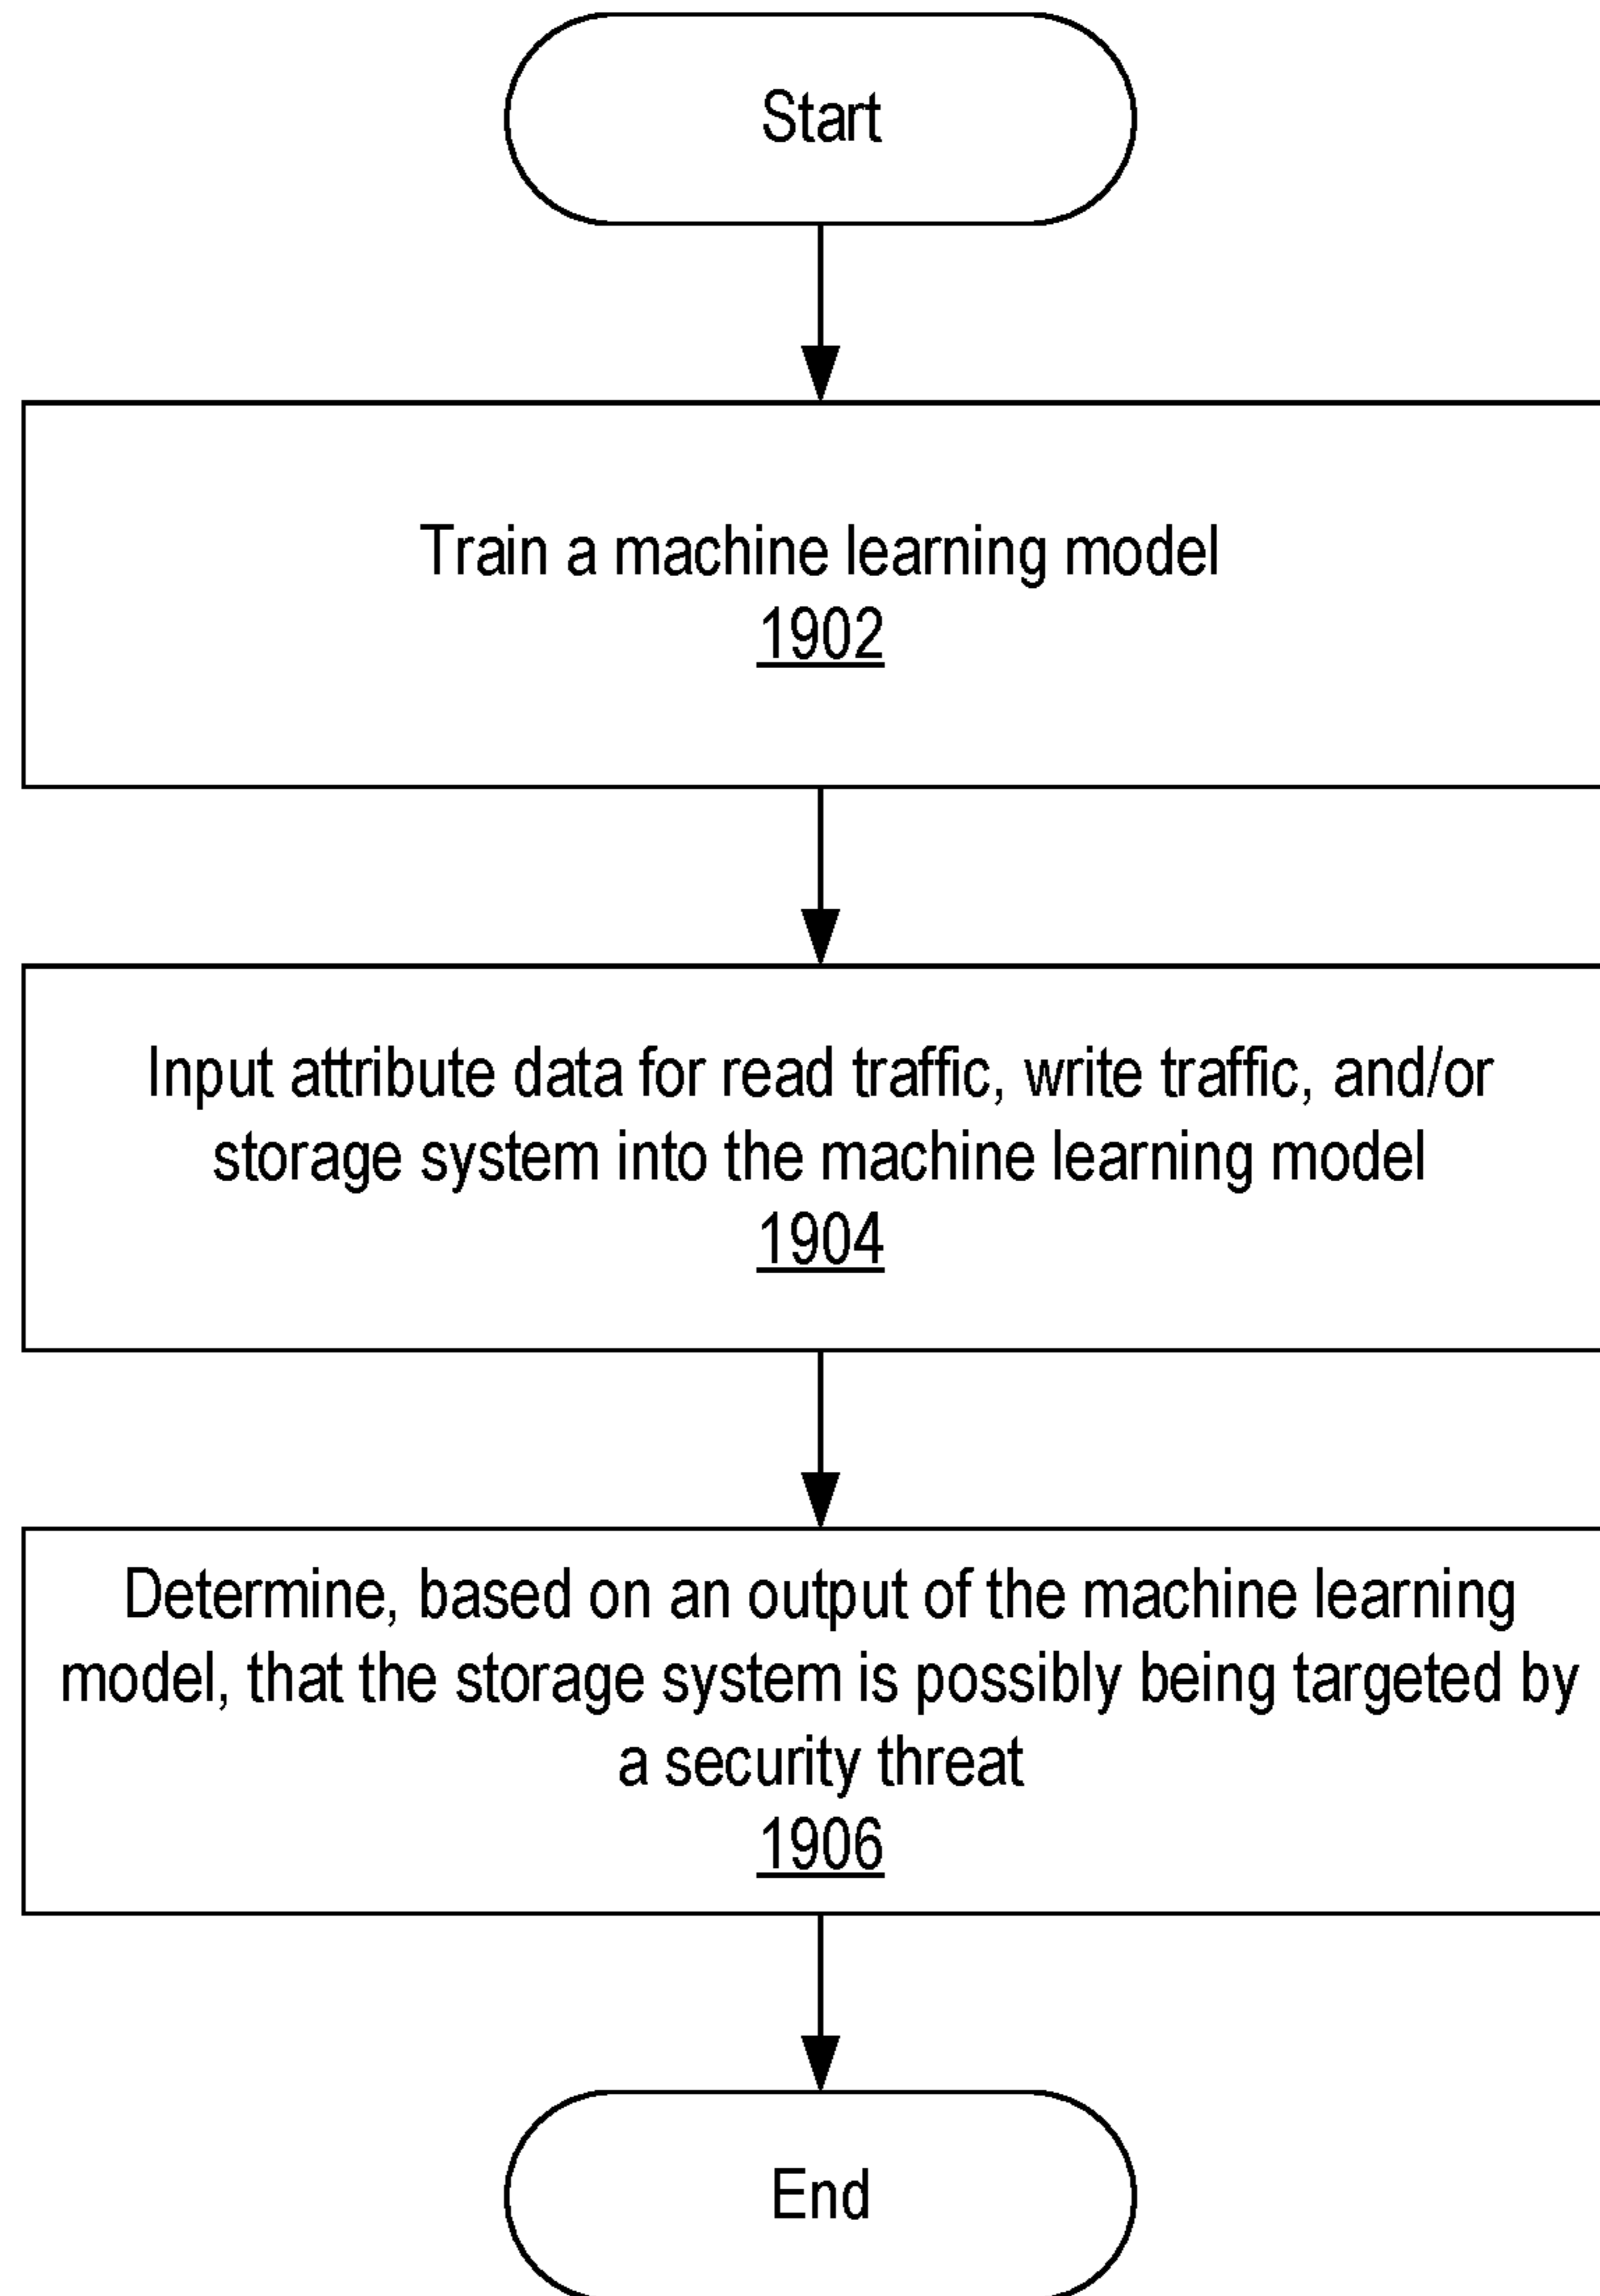 Start
Train a machine learning model
1902
Input attribute data for read traffic, write traffic, and/or
storage system into the machine learning model
1904
Determine, based on an output of the machine learning
model, that the storage system is possibly being targeted by
a security threat
1906
End